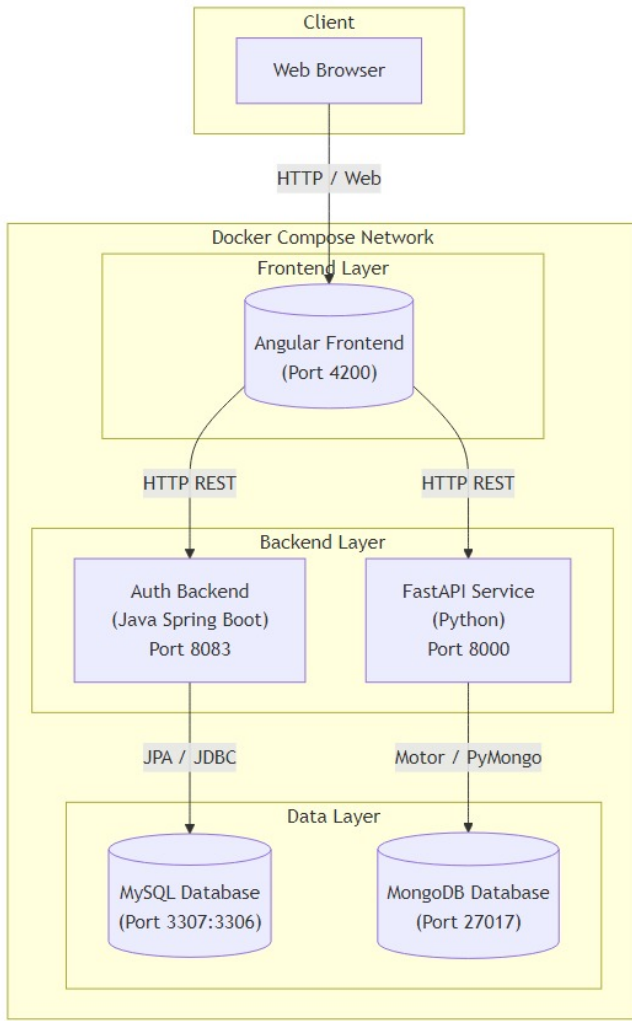 Client
Web Browser
HTTP / Web
Docker Compose Network
Frontend Layer
Angular Frontend
(Port 4200)
HTTP REST
HTTP REST
Backend Layer
Auth Backend
(Java Spring Boot)
Port 8083
FastAPI Service
(Python)
Port 8000
JPA / JDBC
Motor / PyMongo
Data Layer
MySQL Database
(Port 3307:3306)
MongoDB Database
(Port 27017)